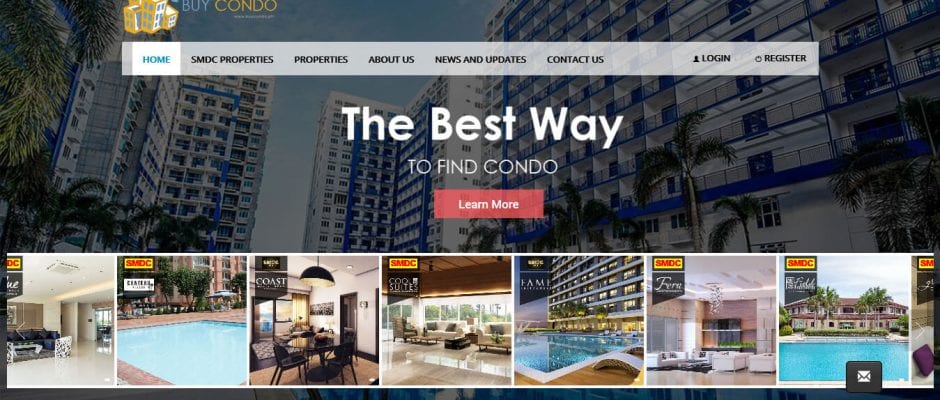 BUY CONDO
HOME SMDC PROPERTIES PROPERTIES ABOUT US NEWS AND UPDATES CONTACT US LOGIN REGISTER
The Best Way
TO FIND CONDO
Learn More
SMDC
SMDC
SMDC
SMDC
SMDC
COAST
COOL SUITES
FAME
Fern